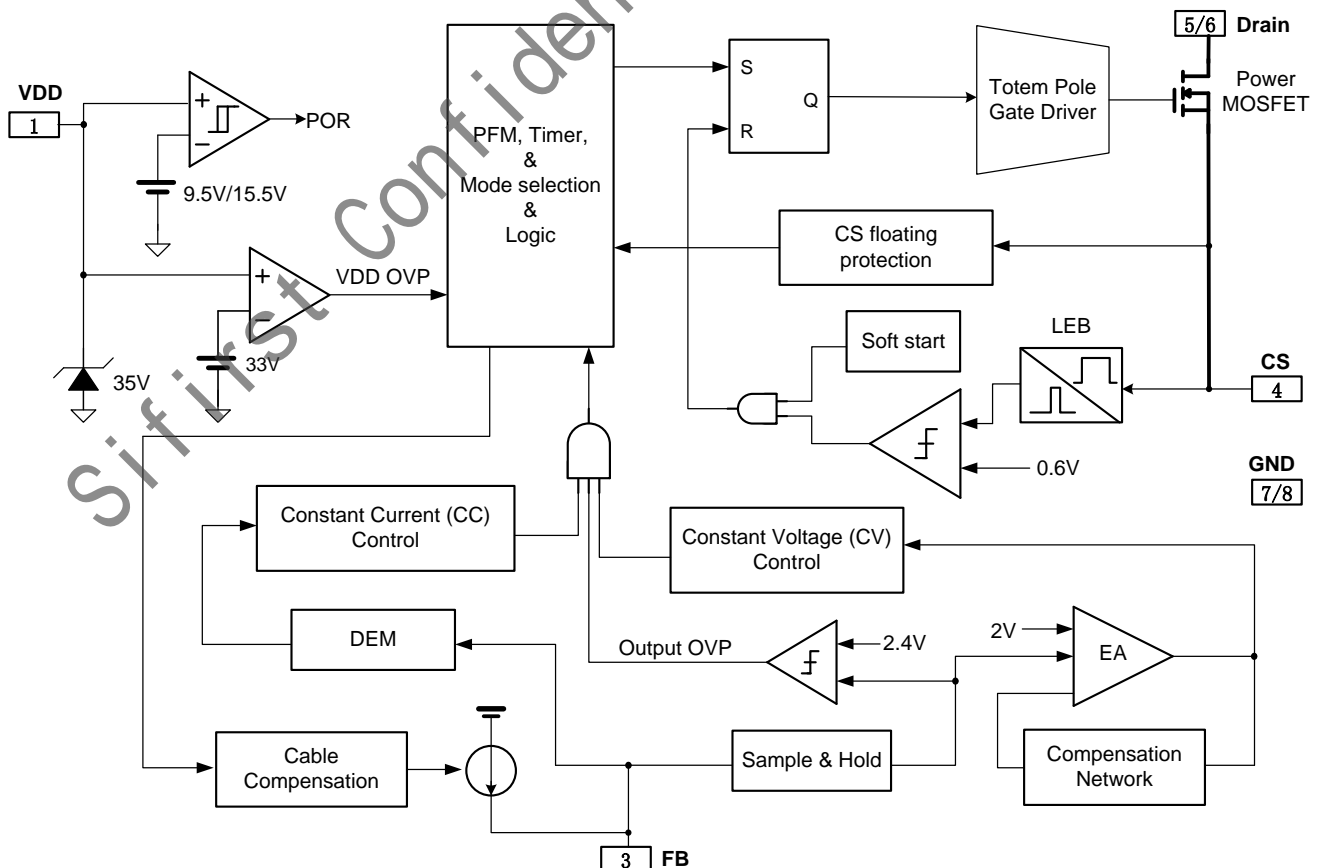 5/6 Drain
VDD
1
POR
9.5V/15.5V
VDD OVP
33V
35V
PFM, Timer,
&
Mode selection
&
Logic
S
R
Q
Totem Pole
Gate Driver
Power
MOSFET
CS floating
protection
Soft start
LEB
CS
4
0.6V
GND
7/8
Constant Current (CC)
Control
Constant Voltage (CV)
Control
DEM
Output OVP
2.4V
2V
EA
Cable
Compensation
Sample & Hold
Compensation
Network
3 FB
Sifirst Confiden